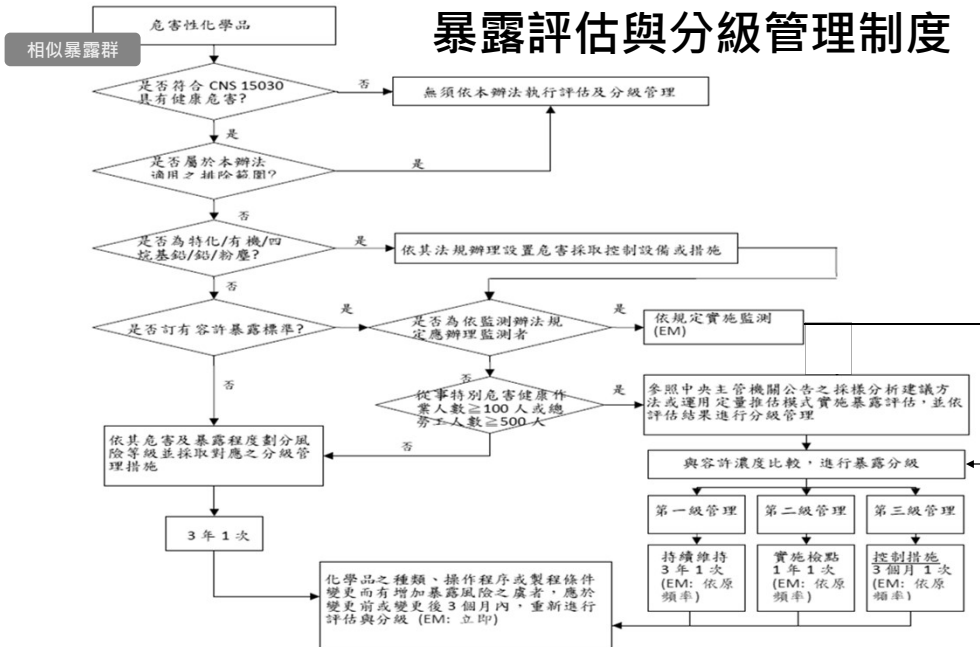 暴露評估與分級管理制度
危害性化學品
相似暴露群
是否符合 CNS 15030
具有健康危害?
否
無須依本辦法執行評估及分級管理
是
是否屬於本辦法
適用之排除範圍?
是
否
是否為特化/有機/四
烷基鉛/鉛/粉塵?
是
依其法規辦理設置危害採取控制設備或措施
否
是否訂有容許暴露標準?
是
是否為依監測辦法規
定應辦理監測者
是
依規定實施監測
(EM)
否
否
從事特別危害健康作
業人數≧100 人或總
勞工人數≧500 人
是
參照中央主管機關公告之採樣分析建議方
法或運用定量推估模式實施暴露評估，並依
評估結果進行分級管理
否
依其危害及暴露程度劃分風
險等級並採取對應之分級管
理措施
與容許濃度比較，進行暴露分級
第一級管理
第二級管理
第三級管理
3 年 1 次
持續維持
3 年 1 次
(EM: 依原
頻率)
實施檢點
1 年 1 次
(EM: 依原
頻率)
控制措施
3 個月 1 次
(EM: 依原
頻率)
化學品之種類、操作程序或製程條件
變更而有增加暴露風險之虞者，應於
變更前或變更後 3 個月內，重新進行
評估與分級 (EM: 立即)